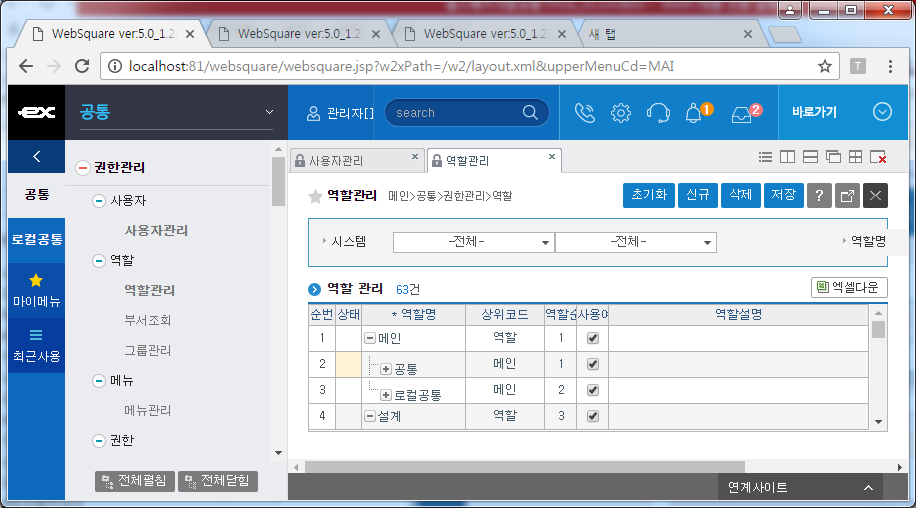 WebSquare ver:5.0_1.2
WebSquare ver:5.0_1.2
WebSquare ver:5.0_1.2
새 탭
localhost:81/websquare/websquare.jsp?w2xPath=/w2/layout.xml&upperMenuCd=MAI
T
ex
공통
관리자[]
search
1
2
바로가기
공통
로컬공통
마이메뉴
최근사용
권한관리
사용자
사용자관리
역할
역할관리
부서조회
그룹관리
메뉴
메뉴관리
권한
전체펼침
전체닫힘
사용자관리
역할관리
역할관리
메인>공통>권한관리>역할
초기화
신규
삭제
저장
?
시스템
-전체-
-전체-
역할명
역할 관리
63건
엑셀다운
순번 상태 * 역할명 상위코드 역할순 사용여 역할설명
1 메인 역할 1
2 공통 메인 1
3 로컬공통 메인 2
4 설계 역할 3
연계사이트